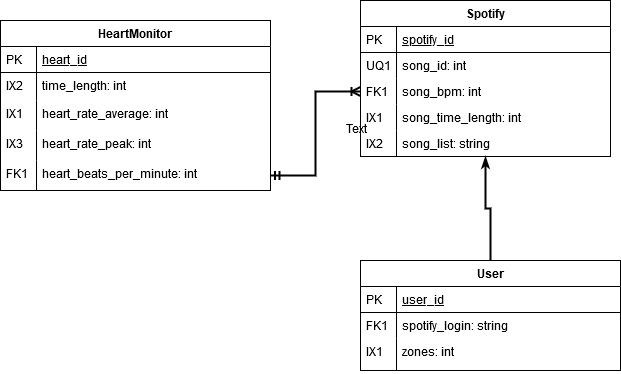 HeartMonitor
PK heart_id
IX2 time_length: int
IX1 heart_rate_average: int
IX3 heart_rate_peak: int
FK1 heart_beats_per_minute: int
Spotify
PK spotify_id
UQ1 song_id: int
FK1 song_bpm: int
IX1 song_time_length: int
IX2 song_list: string
Text
User
PK user_id
FK1 spotify_login: string
IX1 zones: int